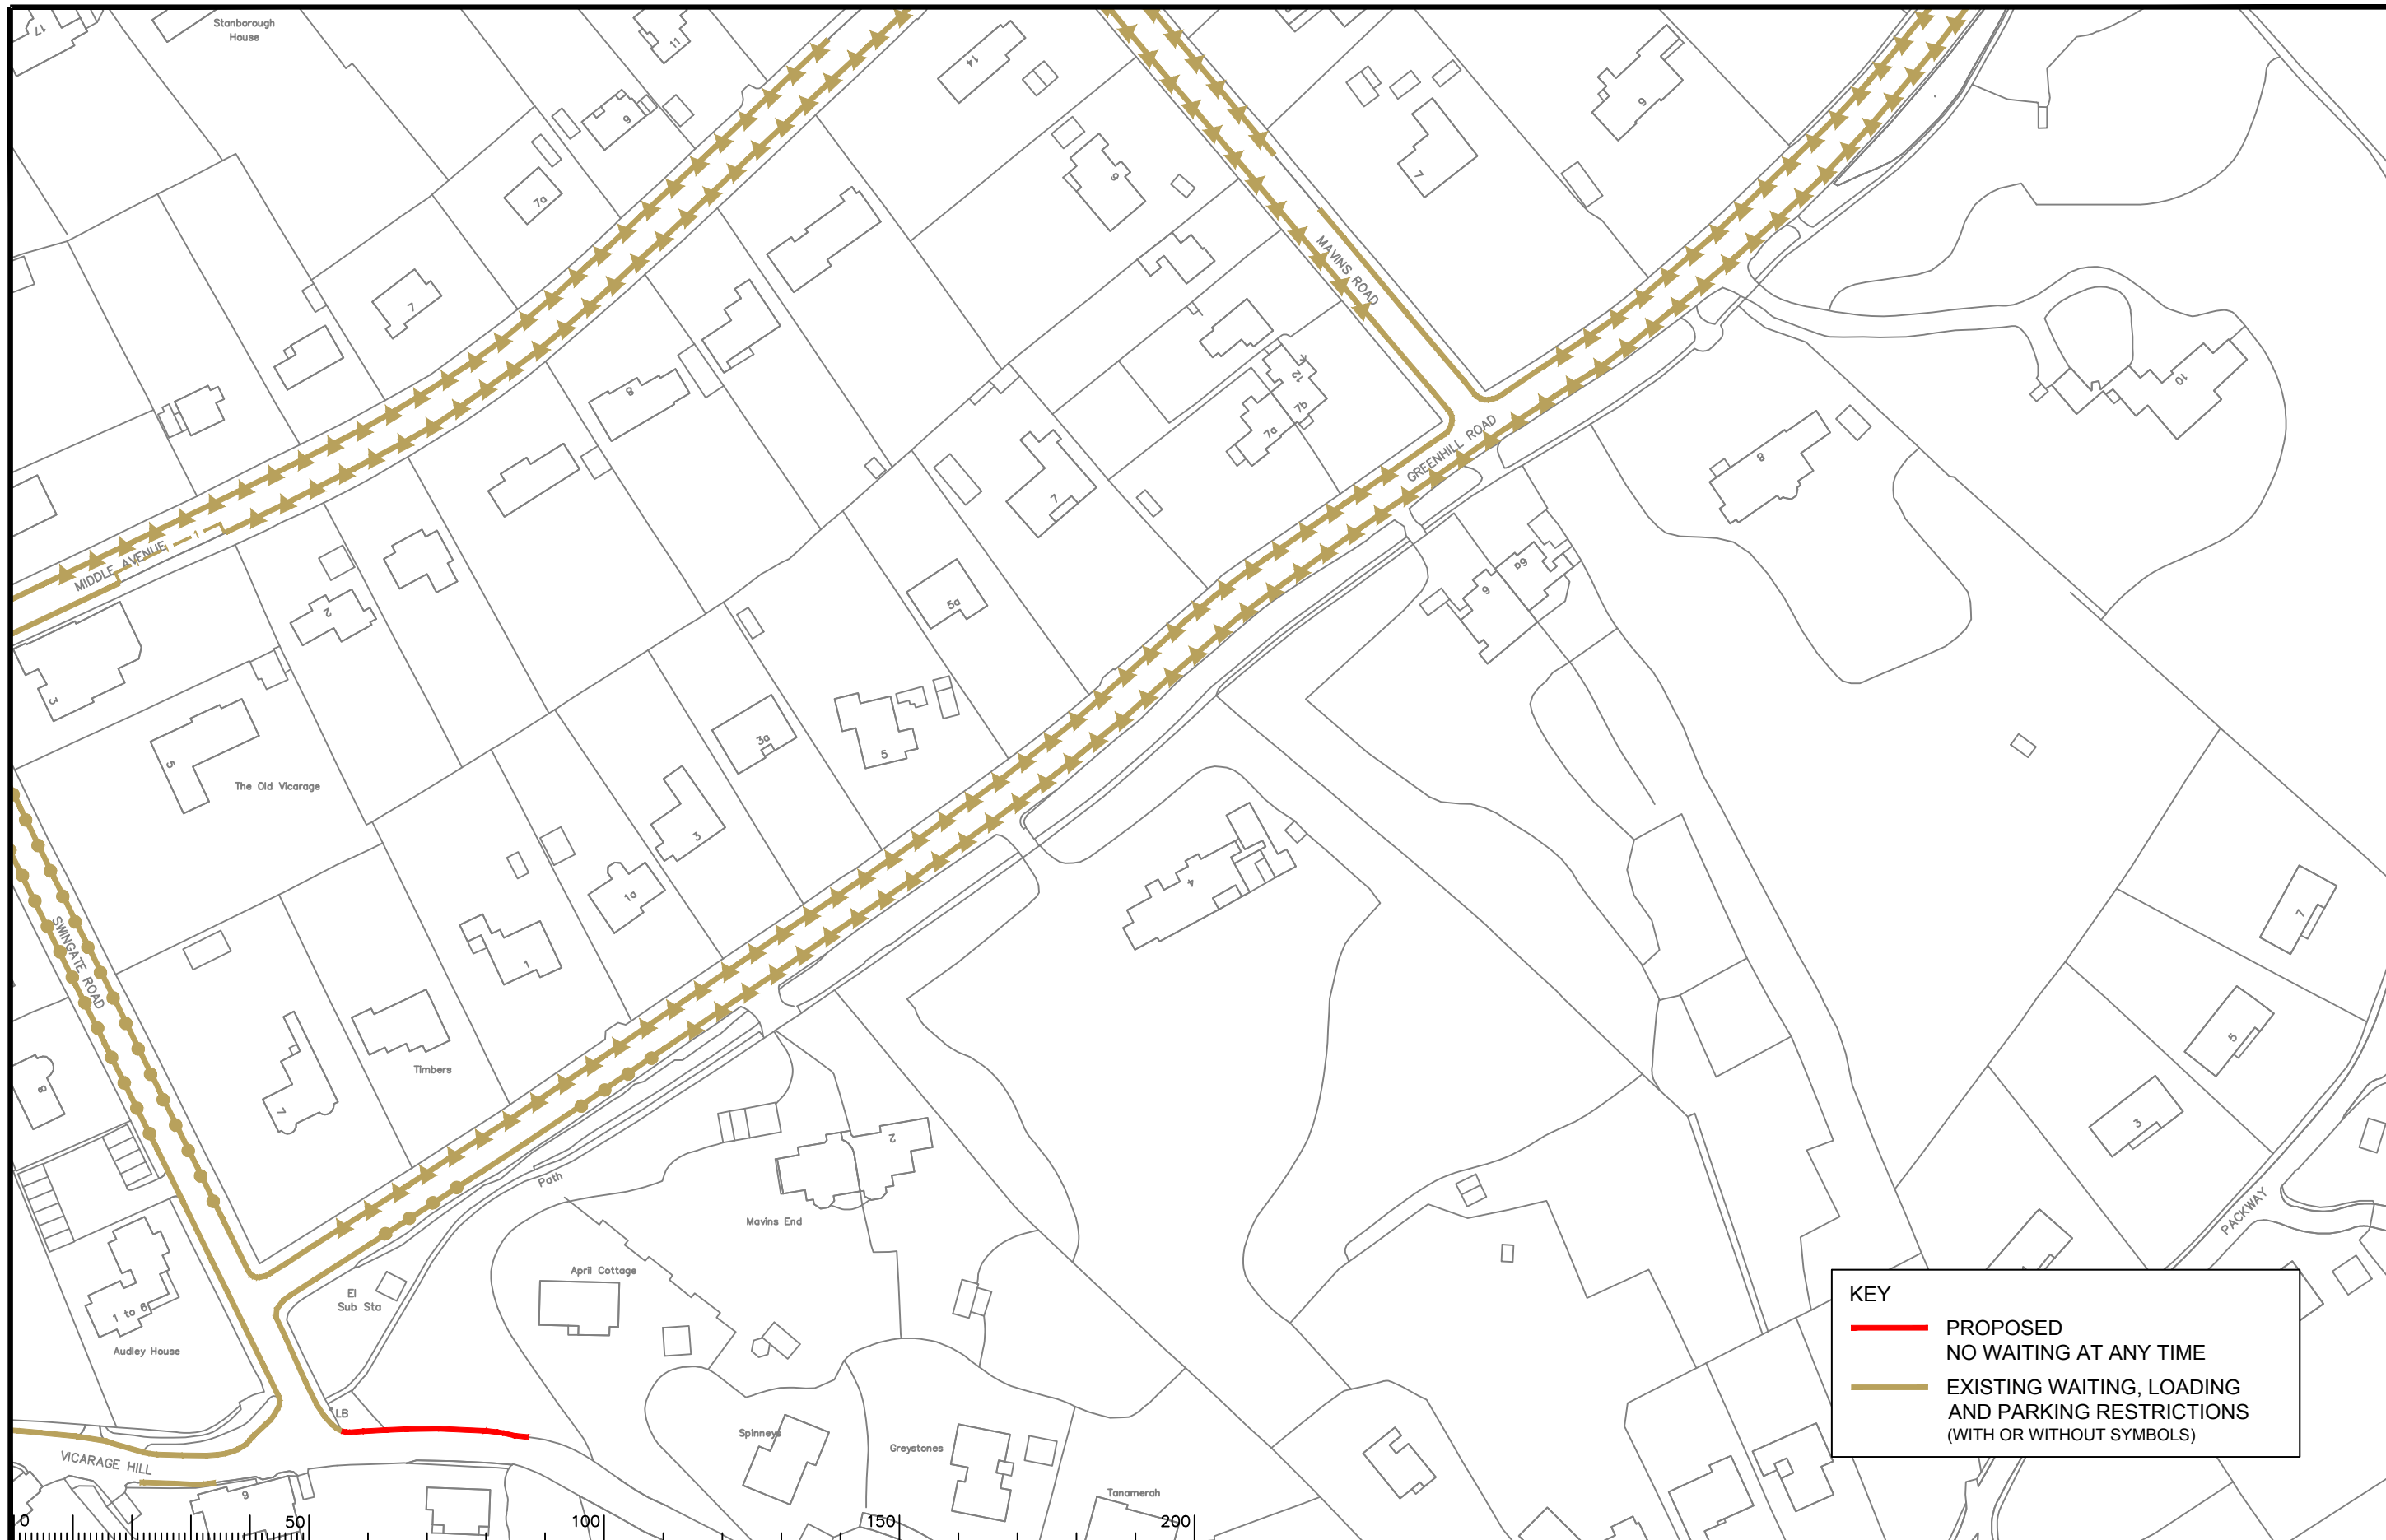 17
Stanborough
House
11
14
6
7
9
9
7a
7
MAVINS ROAD
12
7b
7a
10
8
GREENHILL ROAD
7
8
MIDDLE AVENUE
1
2
5a
6
6a
3
5
3a
5
The Old Vicarage
3
1a
4
7
SWINGATE ROAD
1
5
8
Timbers
7
3
2
Path
PACKWAY
Mavins End
El
Sub Sta
April Cottage
1 to 6
Audley House
LB
Spinneys
Greystones
VICARAGE HILL
9
Tanamerah
KEY
PROPOSED
NO WAITING AT ANY TIME
EXISTING WAITING, LOADING
AND PARKING RESTRICTIONS
(WITH OR WITHOUT SYMBOLS)
0 50 100 150 200